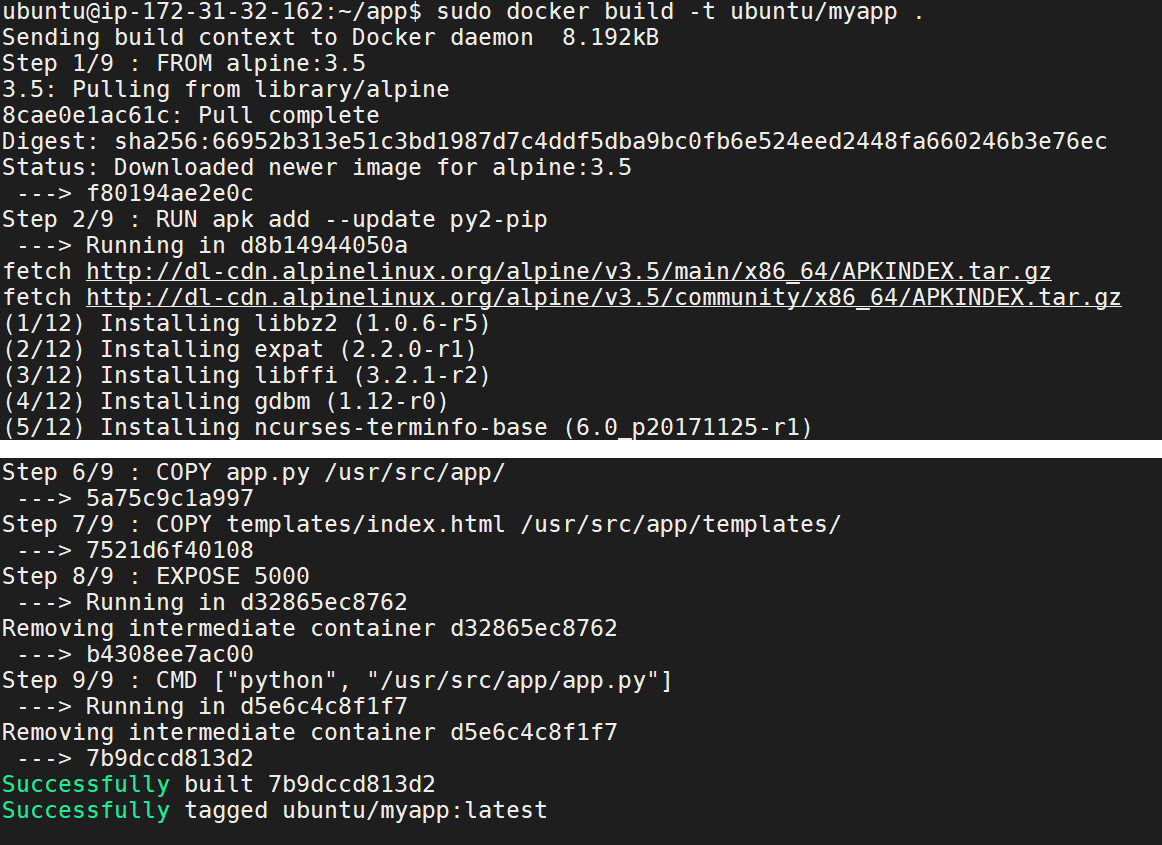 ubuntu@ip-172-31-32-162:~/app$ sudo docker build -t ubuntu/myapp .
Sending build context to Docker daemon  8.192kB
Step 1/9 : FROM alpine:3.5
3.5: Pulling from library/alpine
8cae0e1ac61c: Pull complete
Digest: sha256:66952b313e51c3bd1987d7c4ddf5dba9bc0fb6e524eed2448fa660246b3e76ec
Status: Downloaded newer image for alpine:3.5
 ---> f80194ae2e0c
Step 2/9 : RUN apk add --update py2-pip
 ---> Running in d8b14944050a
fetch http://dl-cdn.alpinelinux.org/alpine/v3.5/main/x86_64/APKINDEX.tar.gz
fetch http://dl-cdn.alpinelinux.org/alpine/v3.5/community/x86_64/APKINDEX.tar.gz
(1/12) Installing libbz2 (1.0.6-r5)
(2/12) Installing expat (2.2.0-r1)
(3/12) Installing libffi (3.2.1-r2)
(4/12) Installing gdbm (1.12-r0)
(5/12) Installing ncurses-terminfo-base (6.0_p20171125-r1)
Step 6/9 : COPY app.py /usr/src/app/
 ---> 5a75c9c1a997
Step 7/9 : COPY templates/index.html /usr/src/app/templates/
 ---> 7521d6f40108
Step 8/9 : EXPOSE 5000
 ---> Running in d32865ec8762
Removing intermediate container d32865ec8762
 ---> b4308ee7ac00
Step 9/9 : CMD ["python", "/usr/src/app/app.py"]
 ---> Running in d5e6c4c8f1f7
Removing intermediate container d5e6c4c8f1f7
 ---> 7b9dccd813d2
Successfully built 7b9dccd813d2
Successfully tagged ubuntu/myapp:latest